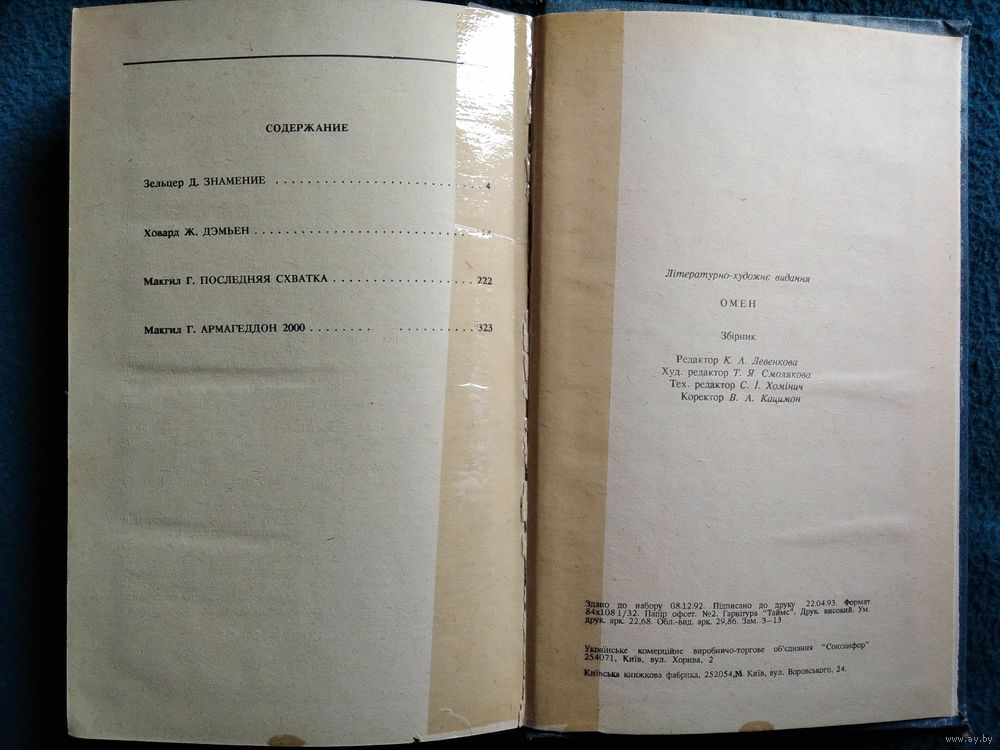 СОДЕРЖАНИЕ
Зельцер Д. ЗНАМЕНИЕ . . . . . . . . . . . . . . . . . . . . . . . . . . . 4
Ховард Ж. ДЭМЬЕН . . . . . . . . . . . . . . . . . . . . . . . . . . .
Макгил Г. ПОСЛЕДНЯЯ СХВАТКА . . . . . . . . . . . . . . . . . . 222
Макгил Г. АРМАГЕДДОН 2000 . . . . . . . . . . . . . . . . . . . . 323
Літературно-художнє видання
ОМЕН
Збірник
Редактор К. А. Левенкова
Худ. редактор Т. Я. Смолякова
Тех. редактор С. І. Хомінич
Коректор В. А. Кацимон
Здано до набору 08.12.92. Підписано до друку 22.04.93. Формат
84х108 1/32. Папір офсет. №2. Гарнітура "Таймс". Друк. високий. Ум.
друк. арк. 22,68. Обл.-вид. арк. 29,86. Зам. 3—13
Українське комерційне виробничо-торгове об'єднання "Союзінфор"
254071, Київ, вул. Хорива, 2
Київська книжкова фабрика, 252054, М. Київ, вул. Воровського, 24.
www.ay.by